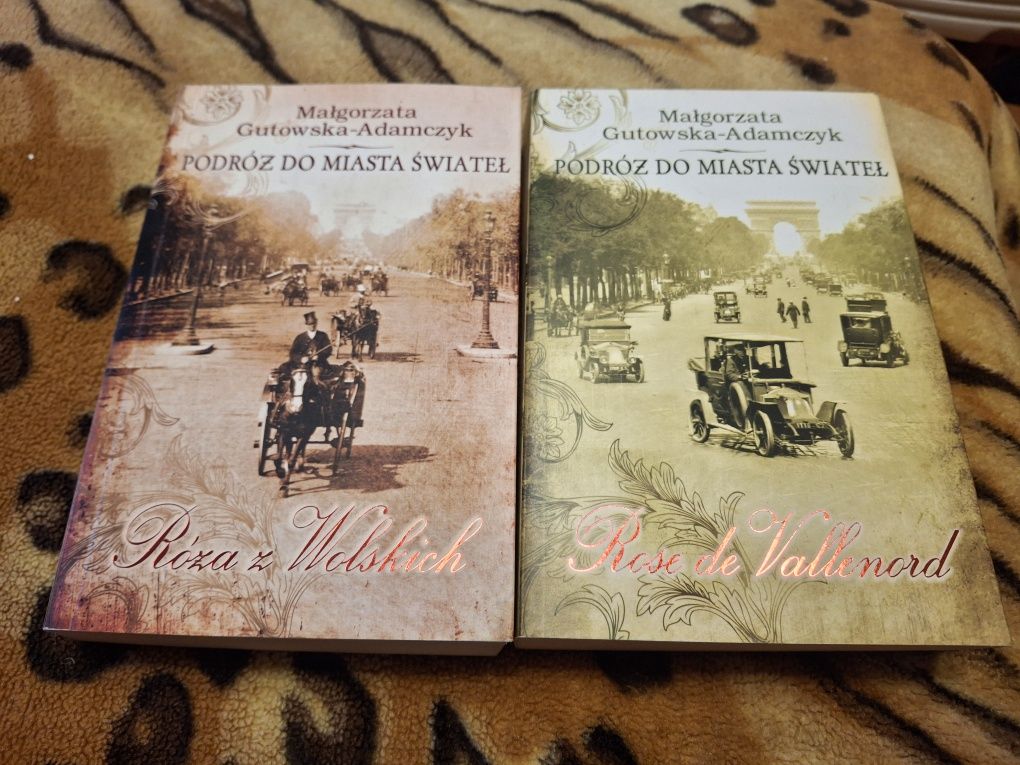 Małgorzata
Gutowska-Adamczyk
PODRÓŻ DO MIASTA ŚWIATEŁ
Róża z Wolskich
Małgorzata
Gutowska-Adamczyk
PODRÓŻ DO MIASTA ŚWIATEŁ
Rose de Vallenord